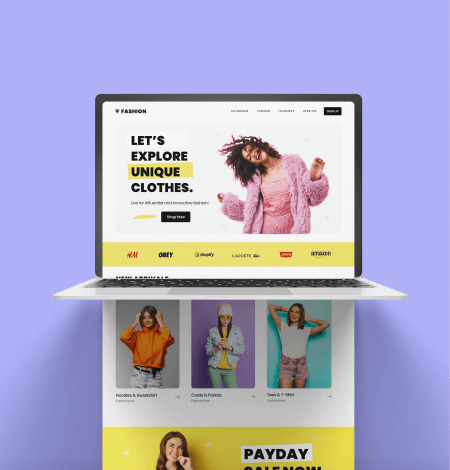 FASHION
CATALOGUE FASHION FAVOURITE LIFESTYLE SIGN UP
LET'S
EXPLORE
UNIQUE
CLOTHES.
Live for Influential and Innovative fashion!
Shop Now
H&M OBEY shopify LACOSTE LEVI'S amazon
NEW ARRIVALS
Hoodies & Sweatshirt
Explore Now!
Coats & Parkas
Explore Now!
Tees & T-Shirt
Explore Now!
PAYDAY
SALE NOW